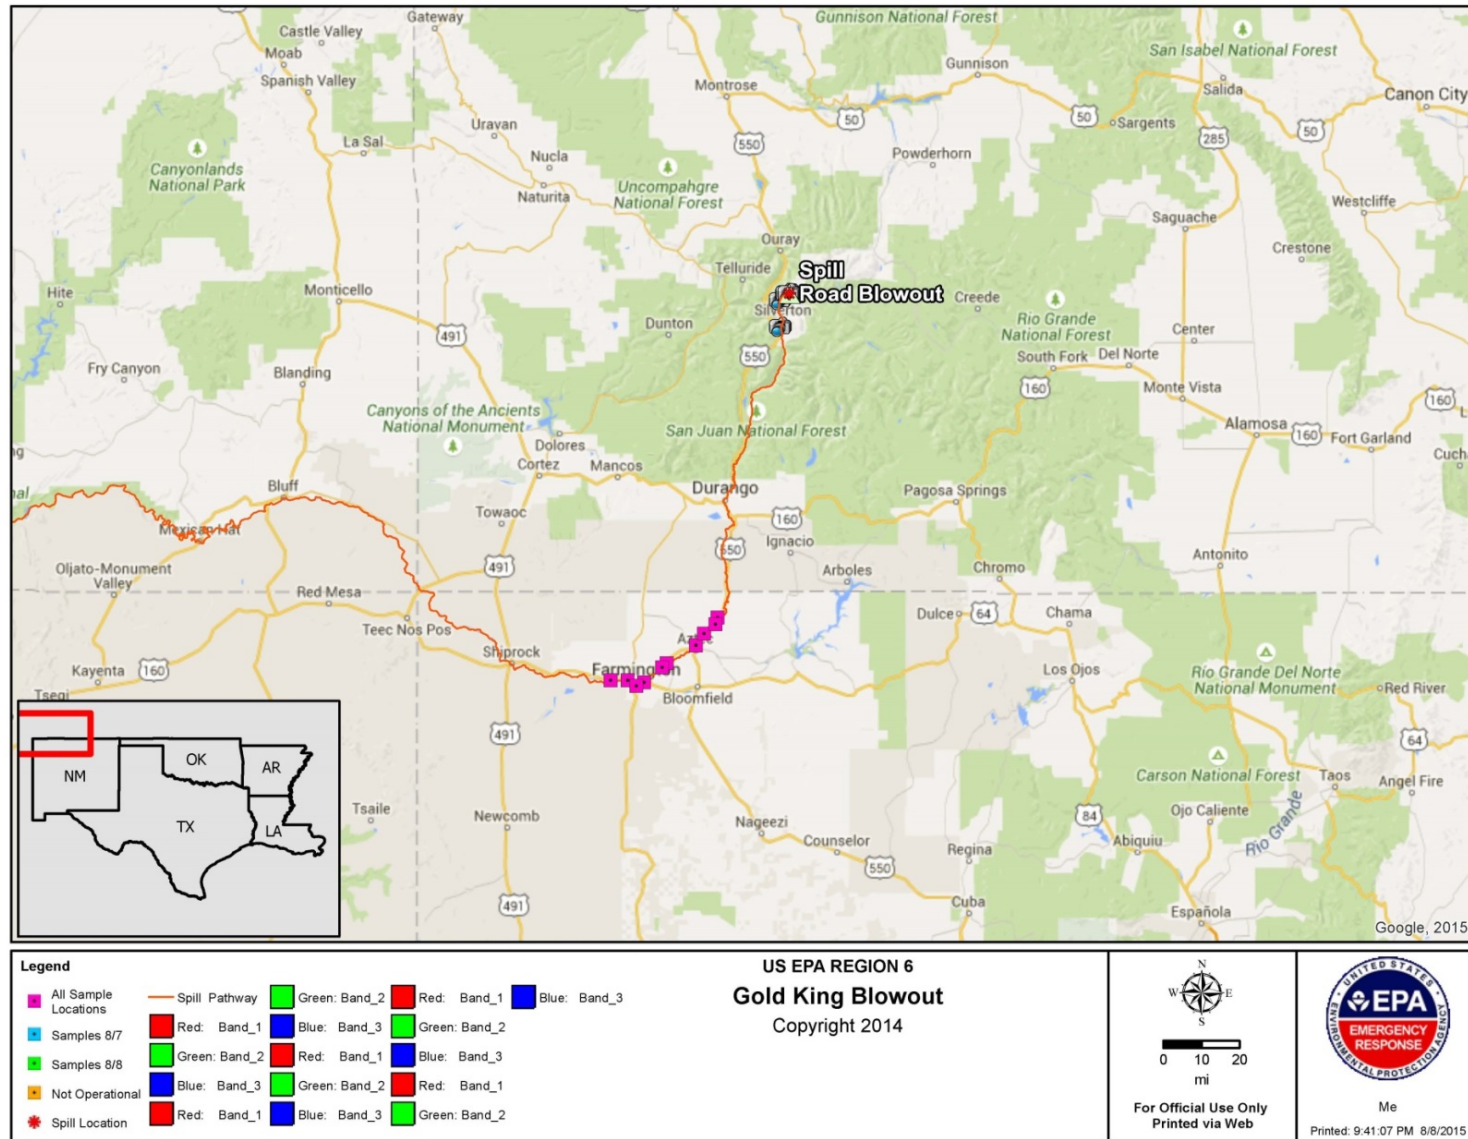 Gunnison National Forest
Gateway
Castle Valley
Moab
Spanish Valley
San Isabel National Forest
Gunnison
Montrose
Salida
Canon City
50
50
50
Sargents
285
550
Uravan
La Sal
Nucla
Naturita
Powderhorn
Canyonlands
National Park
Uncompahgre
National Forest
Westcliffe
Saguache
Crestone
Ouray
Telluride
Spill
Road Blowout
Silverton
Hite
Monticello
Dunton
Creede
Rio Grande
National Forest
Center
491
550
South Fork
Del Norte
Fry Canyon
Blanding
160
Monte Vista
160
Canyons of the Ancients
National Monument
San Juan National Forest
Alamosa
160
Fort Garland
Dolores
Cortez
Mancos
Cucha
Bluff
Durango
Pagosa Springs
Mexican Hat
Towaoc
160
Ignacio
550
Antonito
Oljato-Monument
Valley
491
Arboles
Chromo
Red Mesa
Dulce
64
Chama
Teec Nos Pos
Aztec
Shiprock
Farmington
Kayenta
160
Los Ojos
Rio Grande Del Norte
National Monument
Red River
Tsegi
Bloomfield
491
64
Carson National Forest
Taos
Angel Fire
Tsaile
Newcomb
Nageezi
Counselor
84
Ojo Caliente
Rio Grande
Abiquiu
Regina
550
491
Cuba
Española
Google, 2015
NM
OK
AR
TX
LA
Legend
All Sample
Locations
Samples 8/7
Samples 8/8
Not Operational
Spill Location
Spill Pathway
Red: Band_1
Green: Band_2
Blue: Band_3
Red: Band_1
Green: Band_2
Blue: Band_3
Red: Band_1
Green: Band_2
Blue: Band_3
Red: Band_1
Green: Band_2
Blue: Band_3
Red: Band_1
Green: Band_2
Blue: Band_3
US EPA REGION 6
Gold King Blowout
Copyright 2014
N
W E
S
0 10 20
mi
For Official Use Only
Printed via Web
UNITED STATES
EPA
EMERGENCY
RESPONSE
ENVIRONMENTAL PROTECTION AGENCY
Me
Printed: 9:41:07 PM 8/8/2015